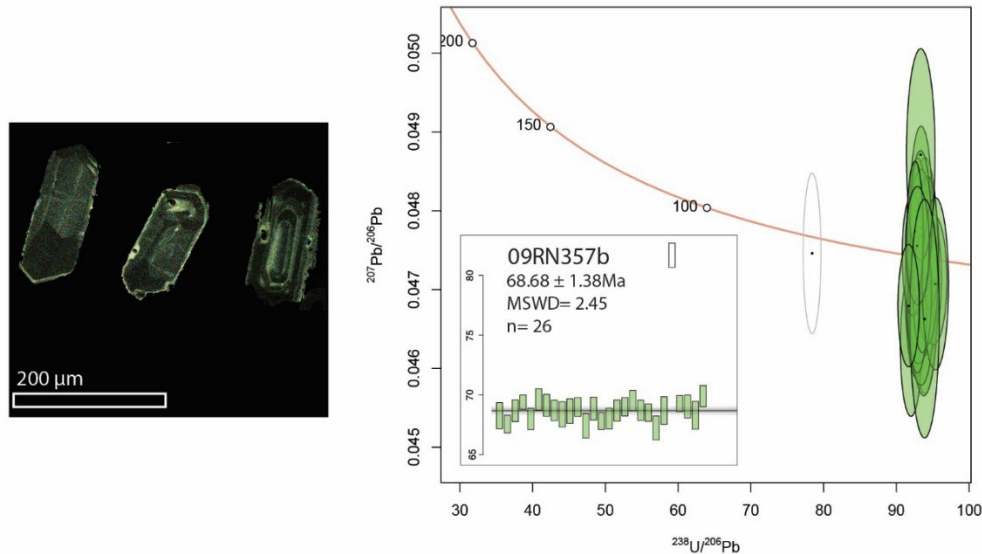 200 µm
200
150
100
0.050
0.049
0.048
0.047
0.046
0.045
²⁰⁷Pb/²⁰⁶Pb
09RN357b
68.68 ± 1.38Ma
MSWD= 2.45
n= 26
80
75
70
65
30 40 50 60 70 80 90 100
²³⁸U/²⁰⁶Pb